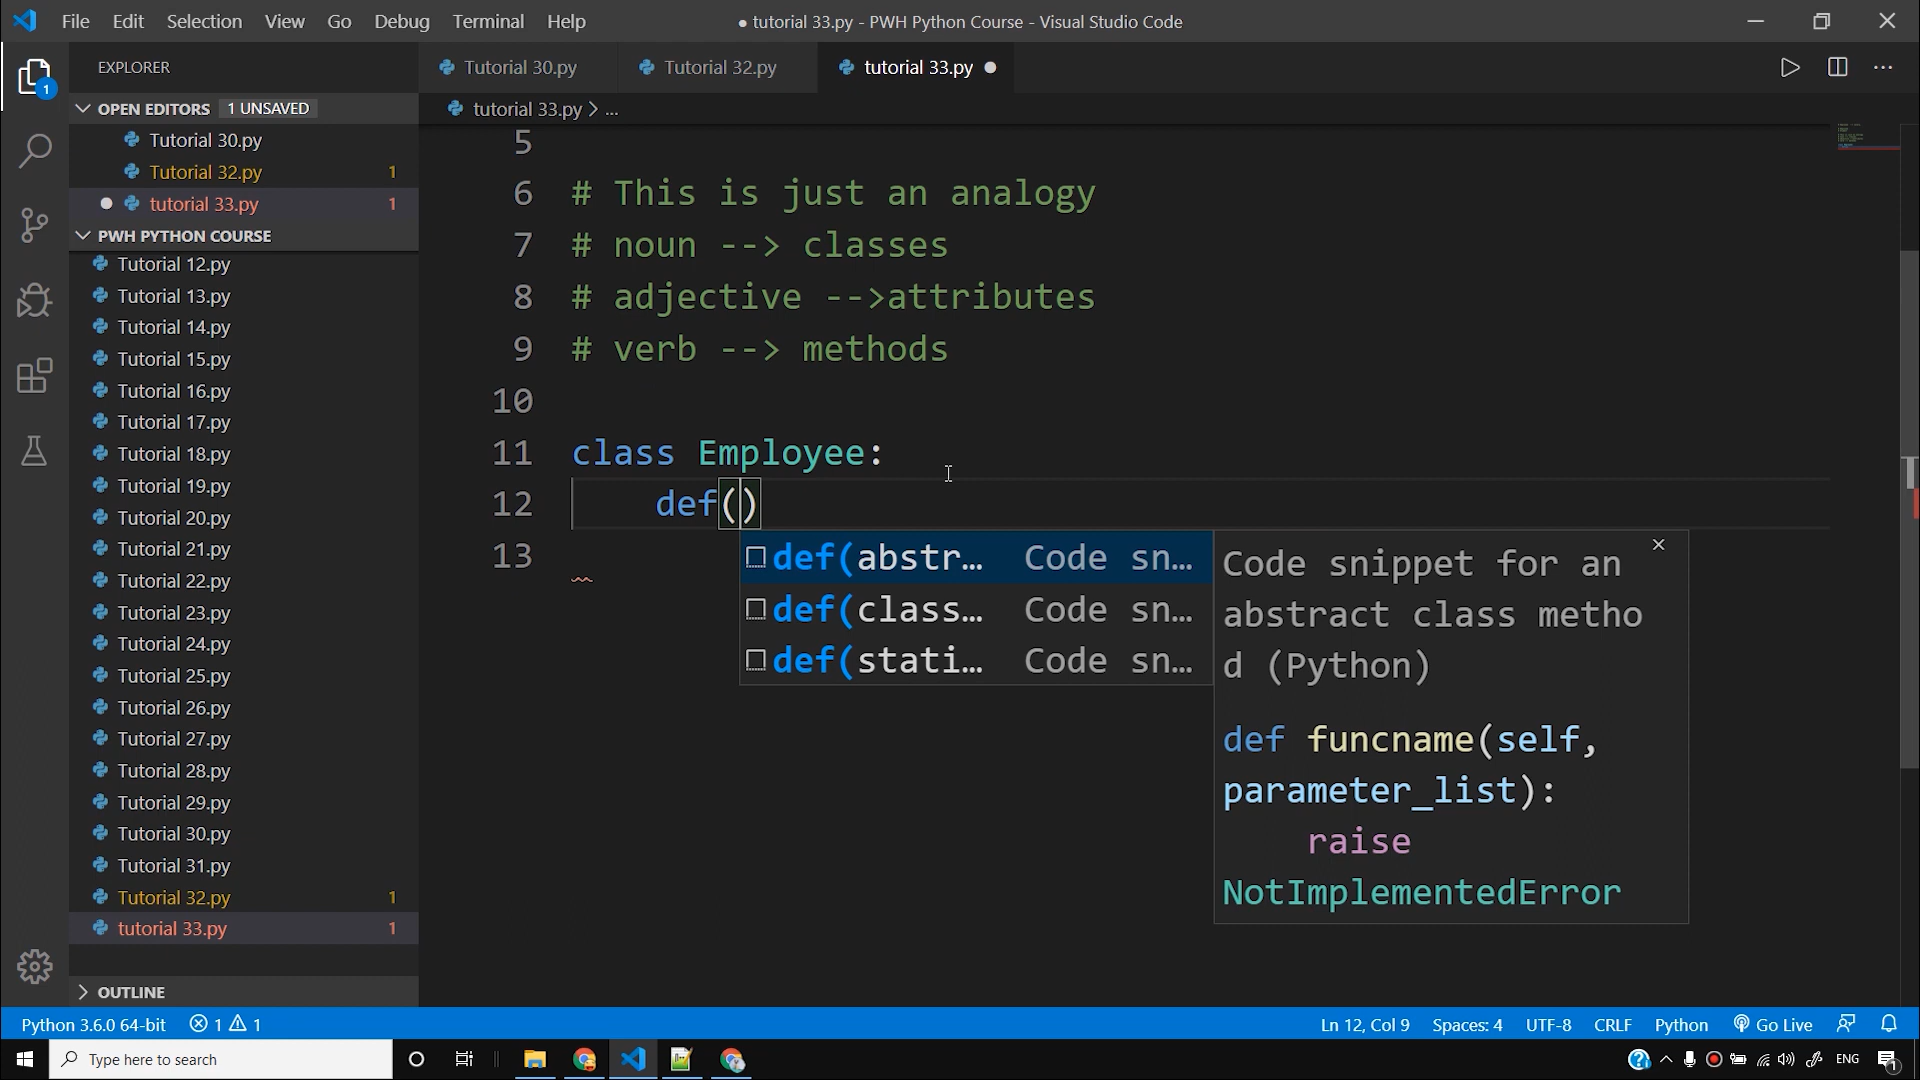 File Edit Selection View Go Debug Terminal Help
● tutorial 33.py - PWH Python Course - Visual Studio Code
EXPLORER
OPEN EDITORS 1 UNSAVED
Tutorial 30.py
Tutorial 32.py 1
tutorial 33.py 1
PWH PYTHON COURSE
Tutorial 12.py
Tutorial 13.py
Tutorial 14.py
Tutorial 15.py
Tutorial 16.py
Tutorial 17.py
Tutorial 18.py
Tutorial 19.py
Tutorial 20.py
Tutorial 21.py
Tutorial 22.py
Tutorial 23.py
Tutorial 24.py
Tutorial 25.py
Tutorial 26.py
Tutorial 27.py
Tutorial 28.py
Tutorial 29.py
Tutorial 30.py
Tutorial 31.py
Tutorial 32.py 1
tutorial 33.py 1
OUTLINE
1
Tutorial 30.py Tutorial 32.py tutorial 33.py
tutorial 33.py > ...
5
6 # This is just an analogy
7 # noun --> classes
8 # adjective -->attributes
9 # verb --> methods
10
11 class Employee:
12 def()
13
def(abstr... Code sn...
def(class... Code sn...
def(stati... Code sn...
Code snippet for an
abstract class metho
d (Python)
def funcname(self,
parameter_list):
raise
NotImplementedError
Python 3.6.0 64-bit 1 1
Ln 12, Col 9 Spaces: 4 UTF-8 CRLF Python Go Live
Type here to search
ENG
1